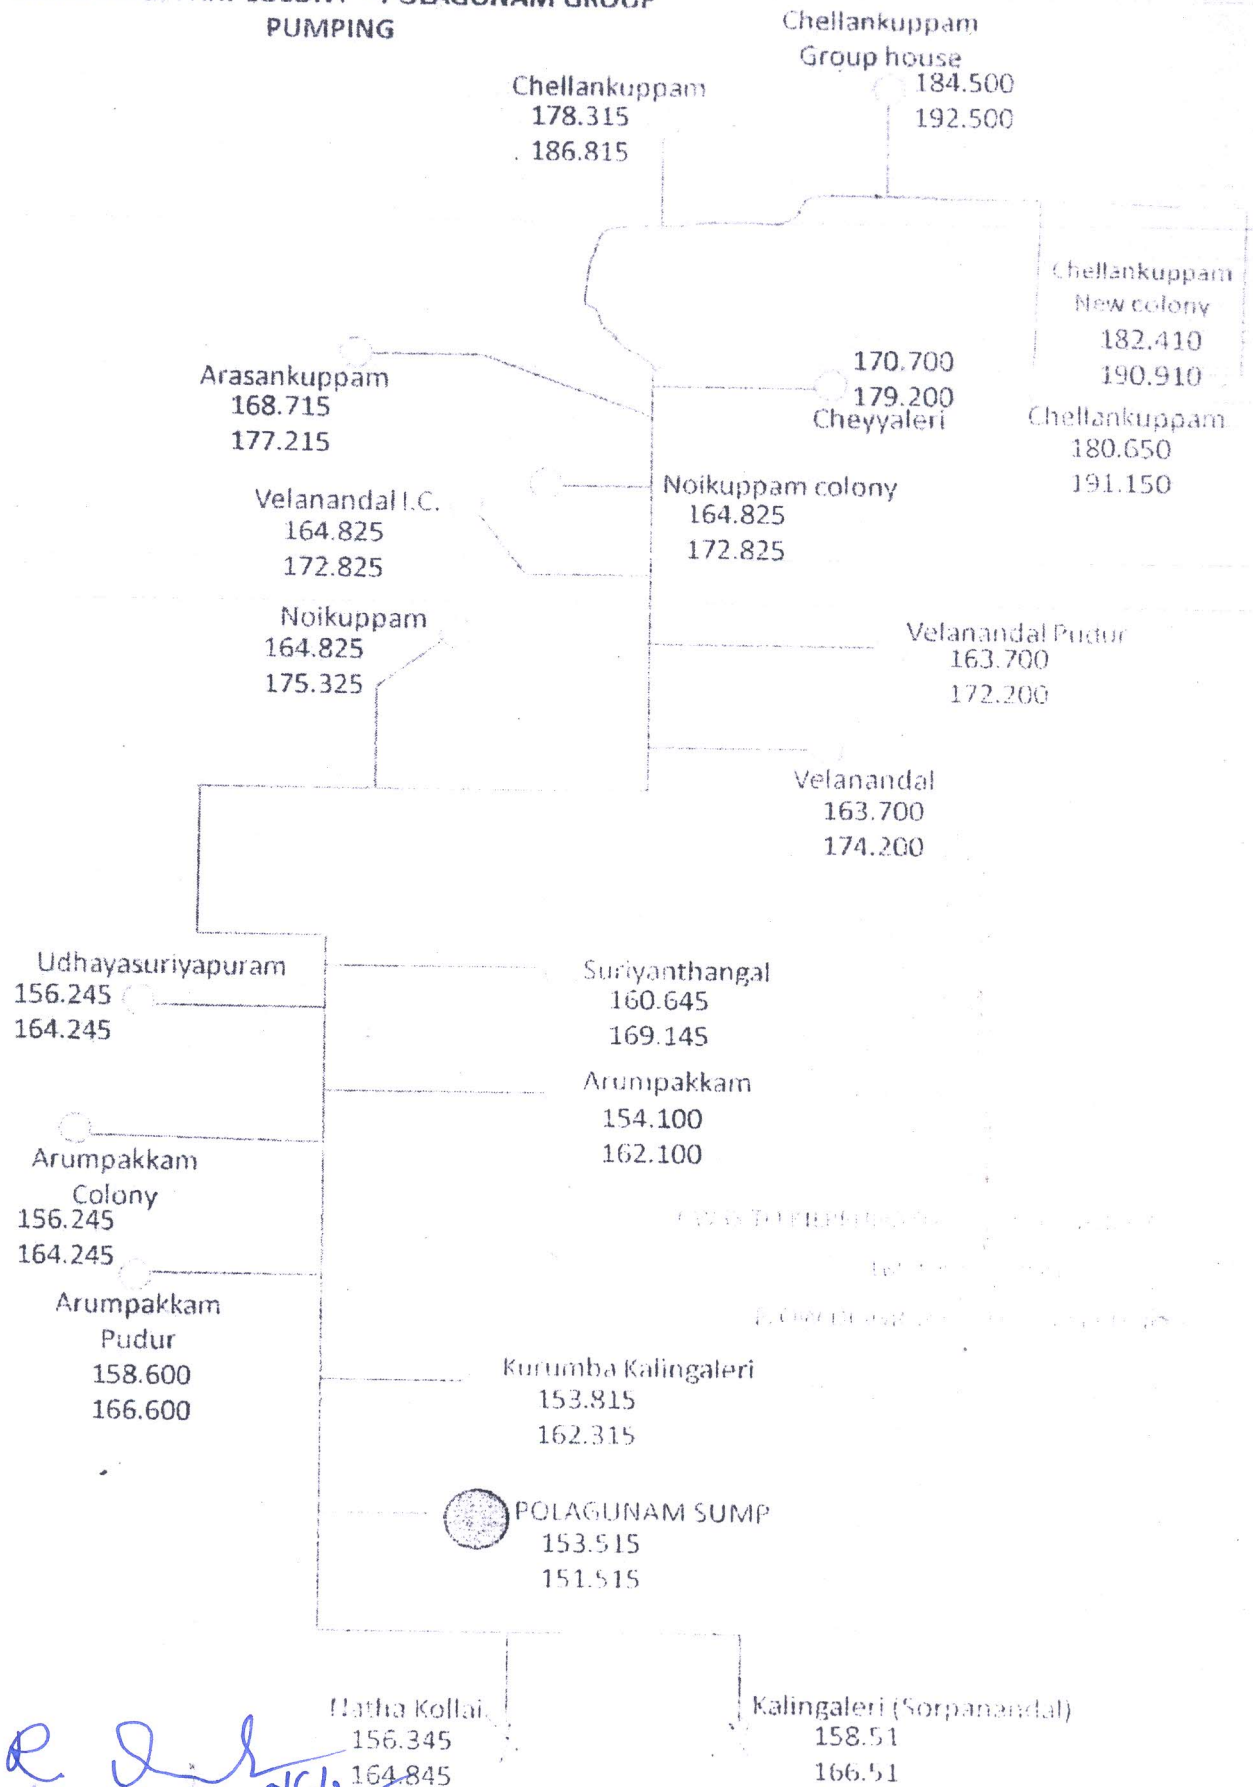 POLAGUNAM GROUP
PUMPING
Chellankuppam
Group house
184.500
192.500
Chellankuppam
178.315
186.815
Chellankuppam
New colony
182.410
190.910
Arasankuppam
168.715
177.215
170.700
179.200
Cheyyaleri
Chellankuppam
180.650
191.150
Velanandal I.C.
164.825
172.825
Noikuppam colony
164.825
172.825
Noikuppam
164.825
175.325
Velanandal Pudur
163.700
172.200
Velanandal
163.700
174.200
Udhayasuriyapuram
156.245
164.245
Suriyanthangal
160.645
169.145
Arumpakkam
154.100
162.100
Arumpakkam
Colony
156.245
164.245
Arumpakkam
Pudur
158.600
166.600
Kurumba Kalingaleri
153.815
162.315
POLAGUNAM SUMP
153.515
151.515
Natha Kollai
156.345
164.845
Kalingaleri (Sorpanandal)
158.51
166.51